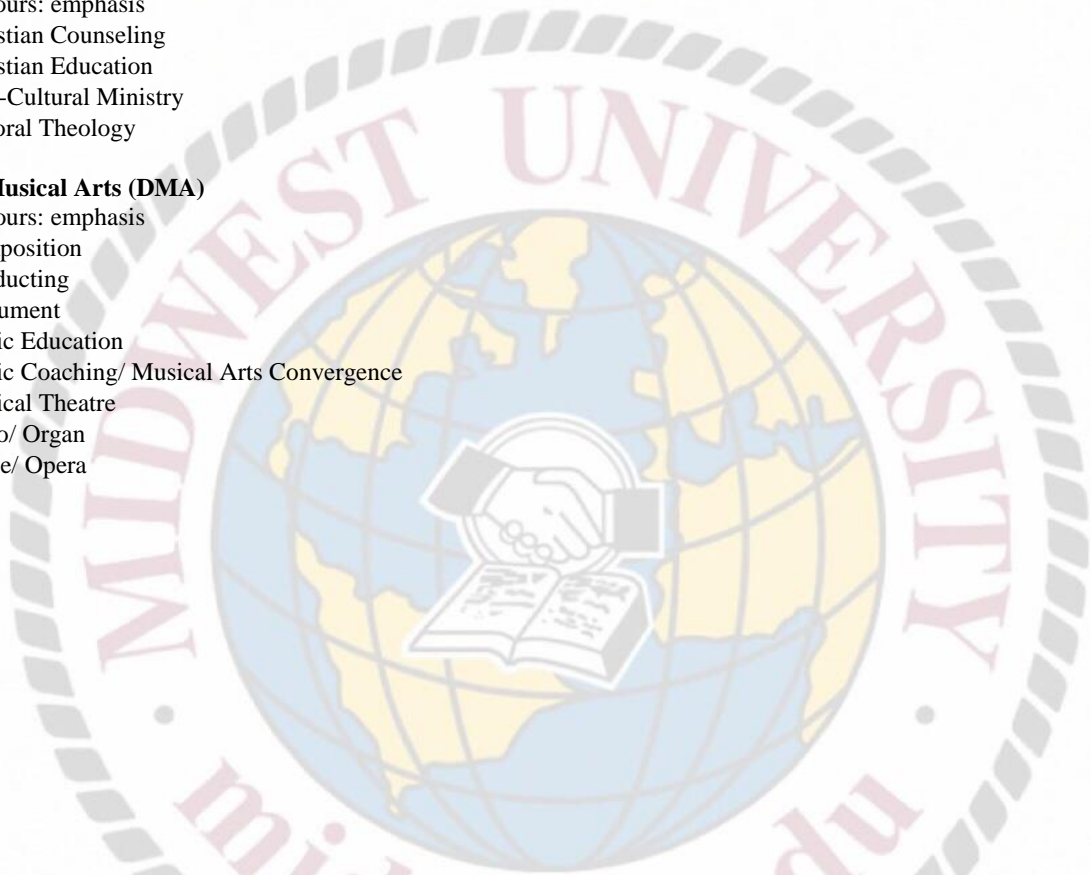 ours: emphasis
stian Counseling
stian Education
-Cultural Ministry
oral Theology
Musical Arts (DMA)
ours: emphasis
position
ducting
ument
ic Education
ic Coaching/ Musical Arts Convergence
ical Theatre
o/ Organ
e/ Opera
MIDWEST UNIVERSITY